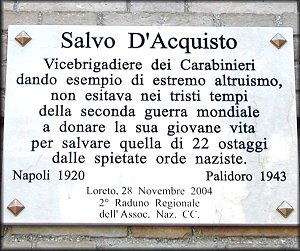 Salvo D'Acquisto
Vicebrigadiere dei Carabinieri
dando esempio di estremo altruismo,
non esitava nei tristi tempi
della seconda guerra mondiale
a donare la sua giovane vita
per salvare quella di 22 ostaggi
dalle spietate orde naziste.
Napoli 1920 Palidoro 1943
Loreto, 28 Novembre 2004
2° Raduno Regionale
dell'Assoc. Naz. CC.